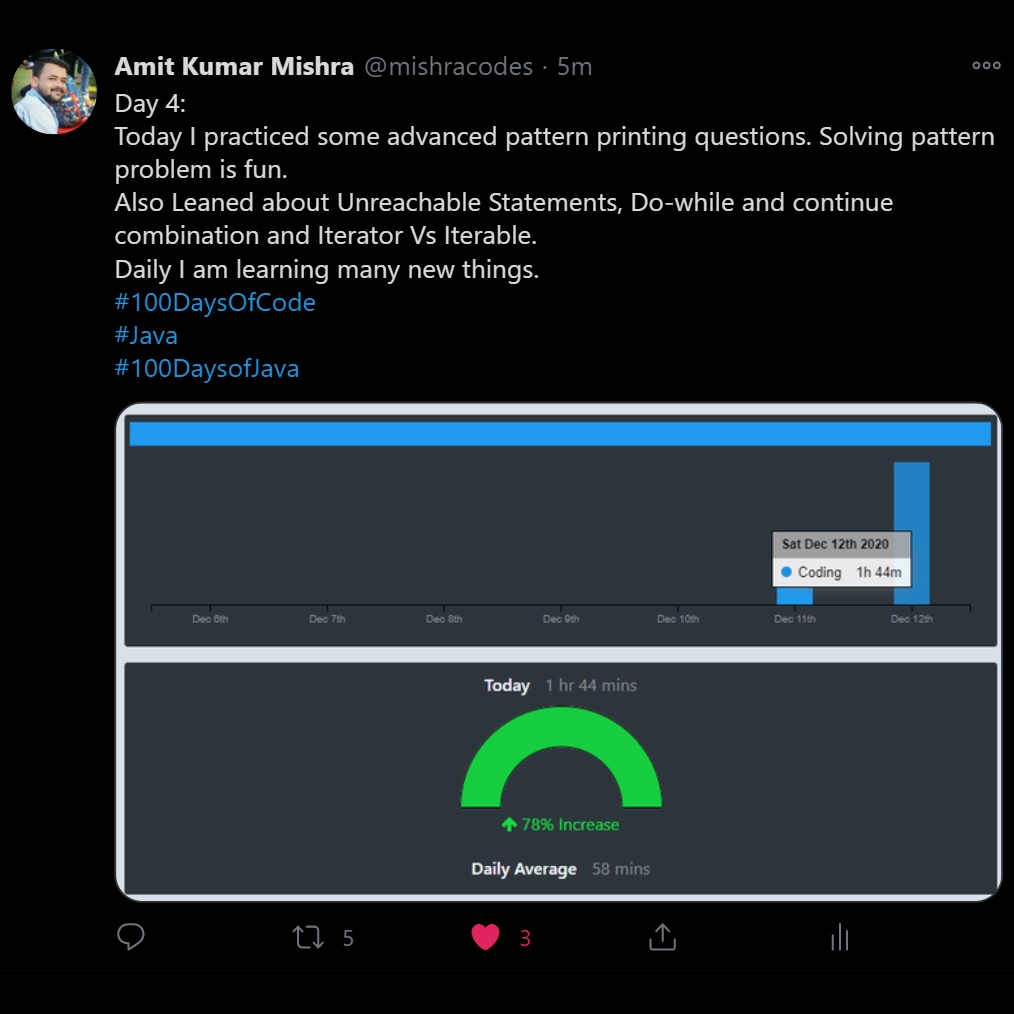 Amit Kumar Mishra @mishracodes · 5m
Day 4:
Today I practiced some advanced pattern printing questions. Solving pattern
problem is fun.
Also Leaned about Unreachable Statements, Do-while and continue
combination and Iterator Vs Iterable.
Daily I am learning many new things.
#100DaysOfCode
#Java
#100DaysofJava
Sat Dec 12th 2020
Coding 1h 44m
Dec 6th Dec 7th Dec 8th Dec 9th Dec 10th Dec 11th Dec 12th
Today 1 hr 44 mins
78% Increase
Daily Average 58 mins
5 3